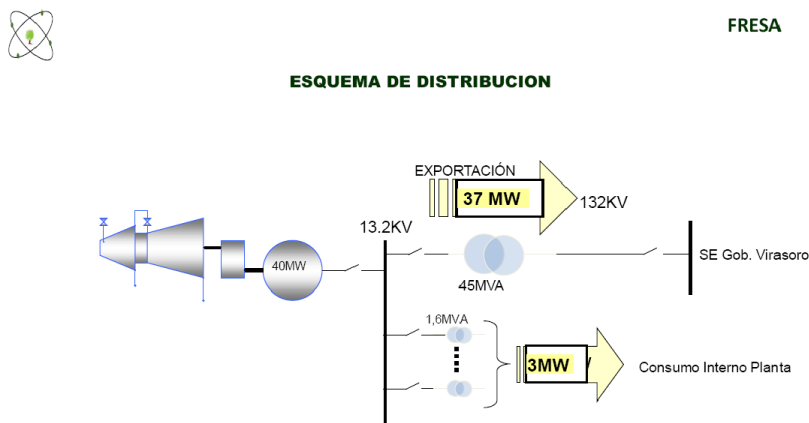 FRESA
ESQUEMA DE DISTRIBUCION
EXPORTACIÓN
37 MW
132KV
13.2KV
40MW
SE Gob. Virasoro
45MVA
1,6MVA
3MW
Consumo Interno Planta